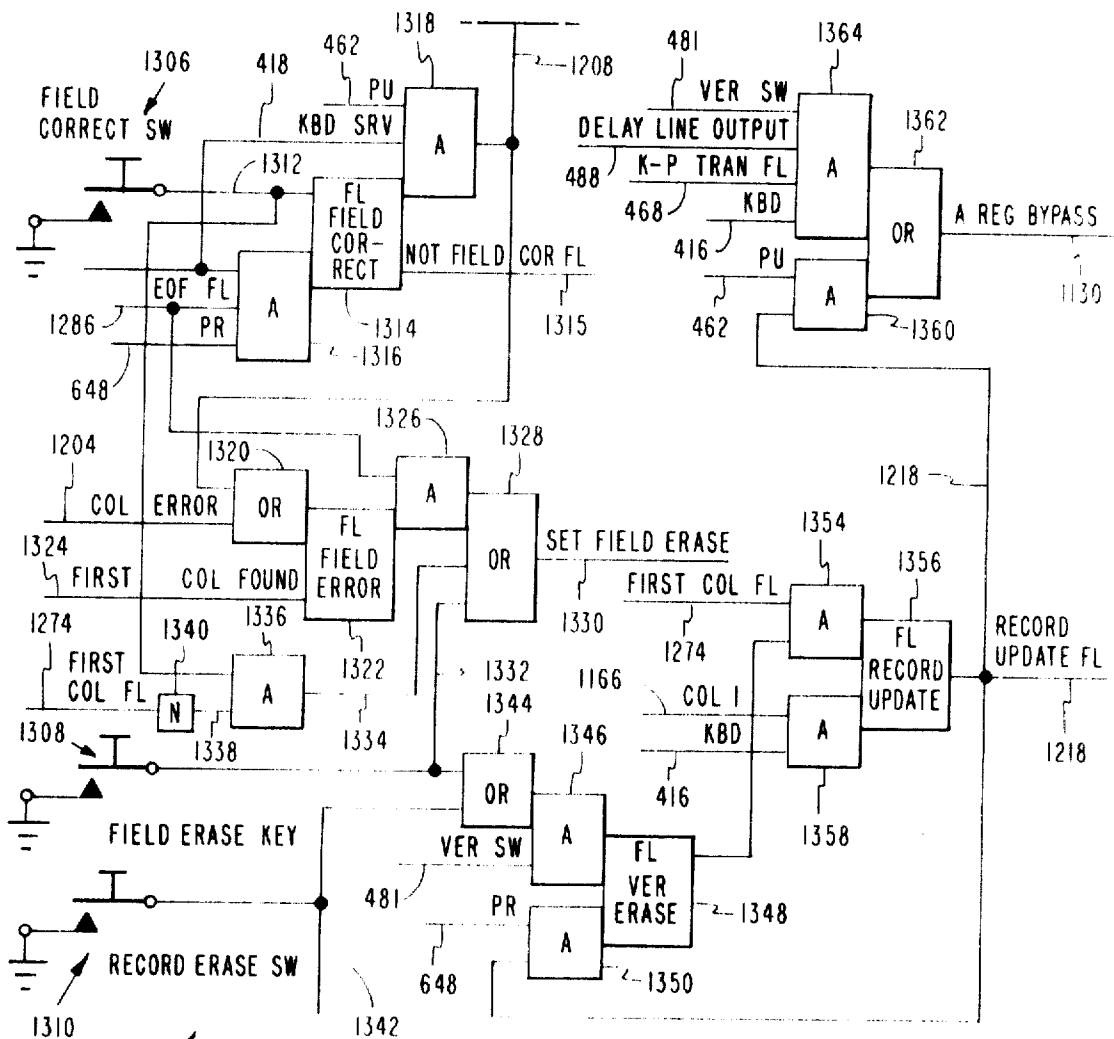 1318
1364
1306
462
481
418
PU
1208
VER SW
1362
FIELD
CORRECT SW
KBD SRV
DELAY LINE OUTPUT
1312
A
A
488
K-P TRAN FL
FL
FIELD
COR-
RECT
468
KBD
OR
A REG BYPASS
416
NOT FIELD COR FL
PU
EOF FL
A
A
1130
1286
PR
1314
1315
462
1360
1316
648
1326
1328
1204
1320
1218
COL ERROR
OR
A
1354
1324
FL
FIELD
ERROR
OR
SET FIELD ERASE
1356
FIRST COL FOUND
FIRST COL FL
A
FL
RECORD
UPDATE
1274
1340
1336
1330
1274
RECORD
UPDATE FL
FIRST
COL FL
1322
1332
1166
COL 1
N
A
1344
1346
KBD
A
1218
1308
1338
1334
416
OR
1358
FIELD ERASE KEY
VER SW
A
FL
VER
ERASE
481
1348
PR
A
RECORD ERASE SW
648
1350
1310
1342